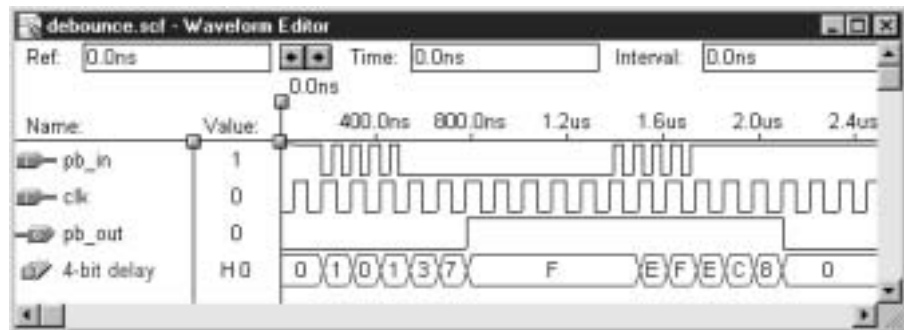 debounce.scf - Waveform Editor
Ref: 0.0ns Time: 0.0ns Interval: 0.0ns
0.0ns
Name: Value: 400.0ns 800.0ns 1.2us 1.6us 2.0us 2.4us
pb_in 1
clk 0
pb_out 0
4-bit delay H0 0 1 0 1 3 7 F E F E C 8 0